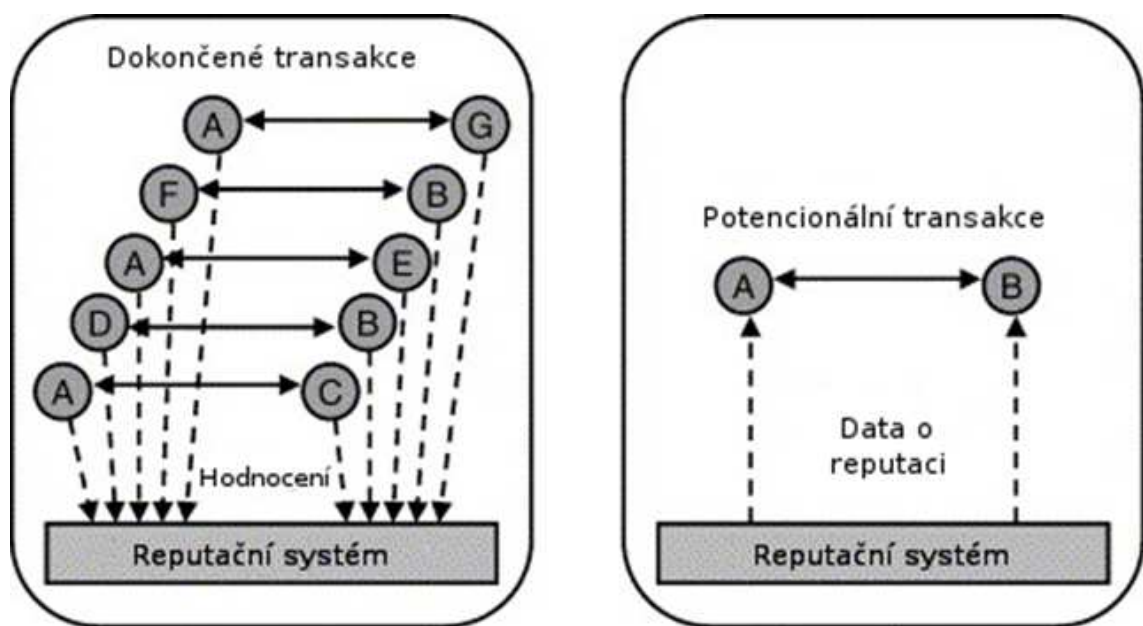 Dokončené transakce
A G
F B
A E
D B
A C
Hodnocení
Reputační systém
Potencionální transakce
A B
Data o
reputaci
Reputační systém